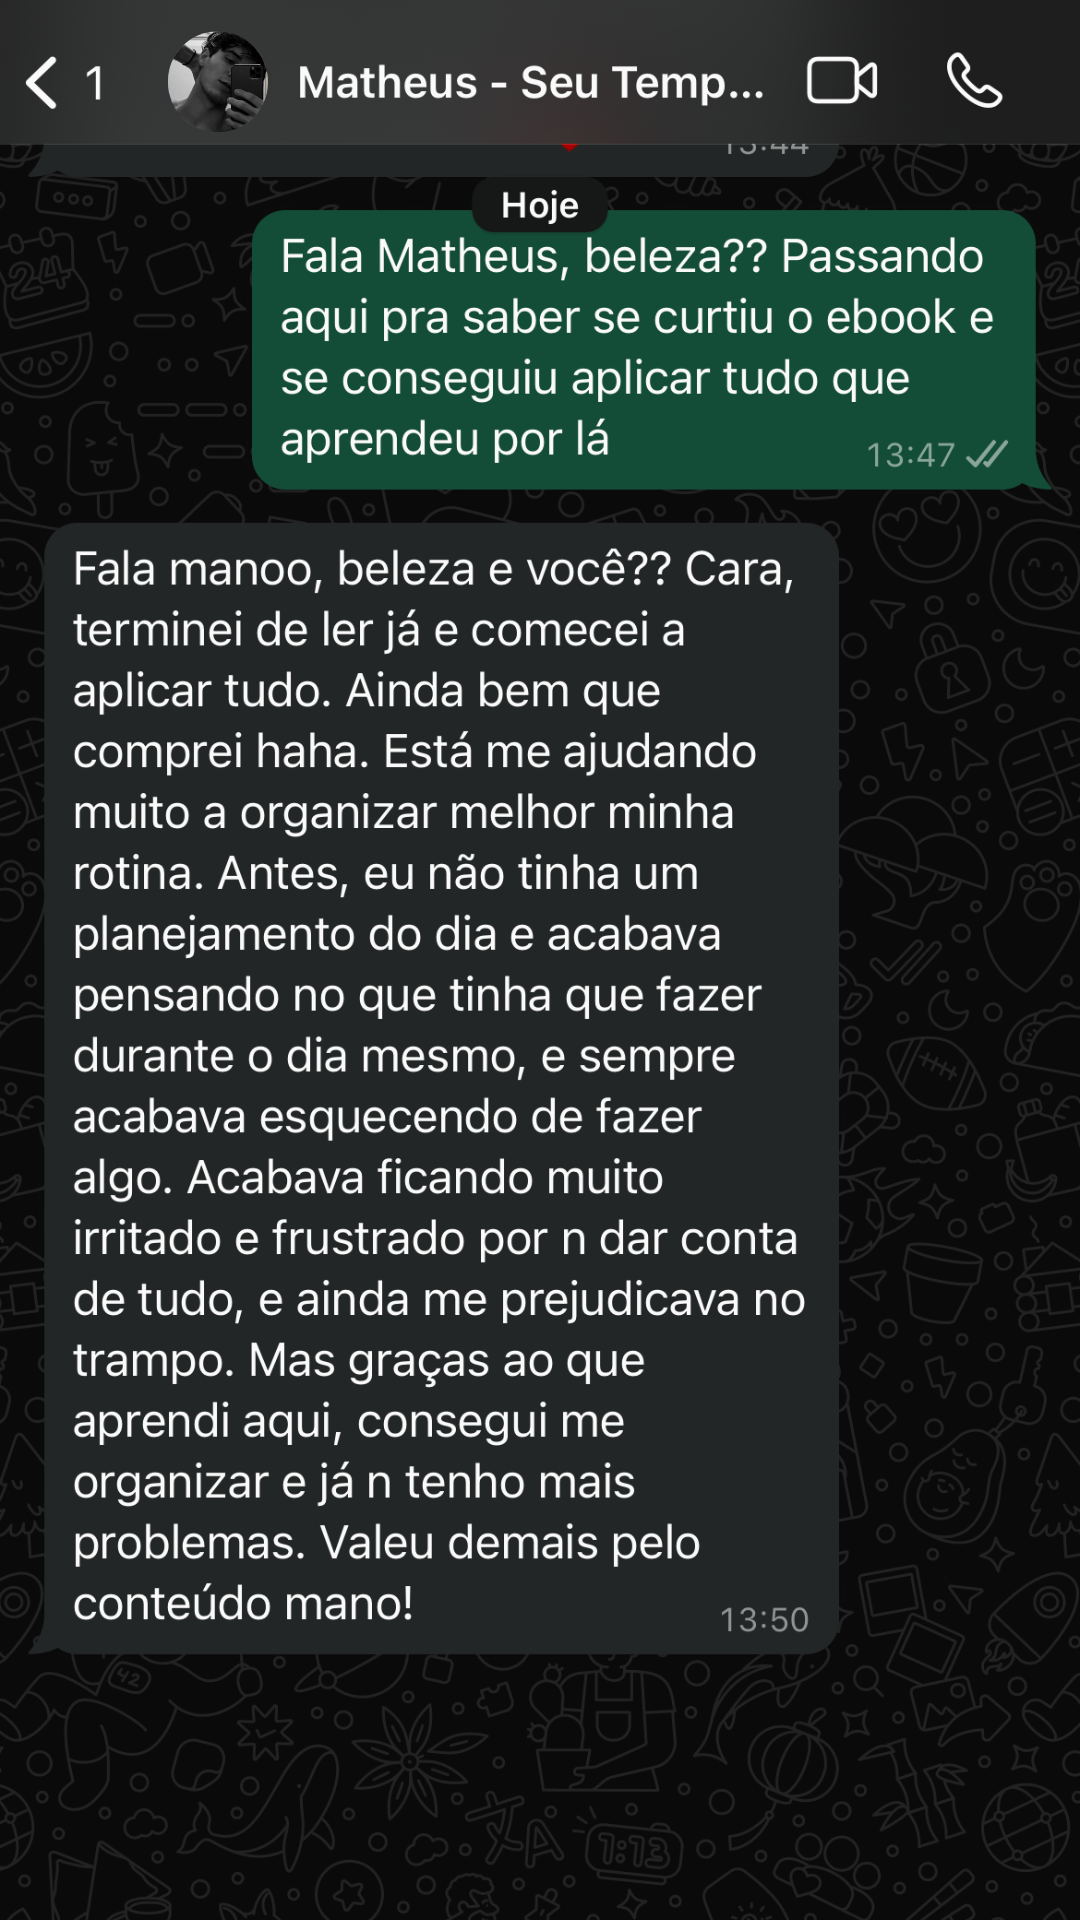 1
Matheus - Seu Temp...
13:44
Hoje
Fala Matheus, beleza?? Passando
aqui pra saber se curtiu o ebook e
se conseguiu aplicar tudo que
aprendeu por lá
13:47
Fala manoo, beleza e você?? Cara,
terminei de ler já e comecei a
aplicar tudo. Ainda bem que
comprei haha. Está me ajudando
muito a organizar melhor minha
rotina. Antes, eu não tinha um
planejamento do dia e acabava
pensando no que tinha que fazer
durante o dia mesmo, e sempre
acabava esquecendo de fazer
algo. Acabava ficando muito
irritado e frustrado por n dar conta
de tudo, e ainda me prejudicava no
trampo. Mas graças ao que
aprendi aqui, consegui me
organizar e já n tenho mais
problemas. Valeu demais pelo
conteúdo mano!
13:50